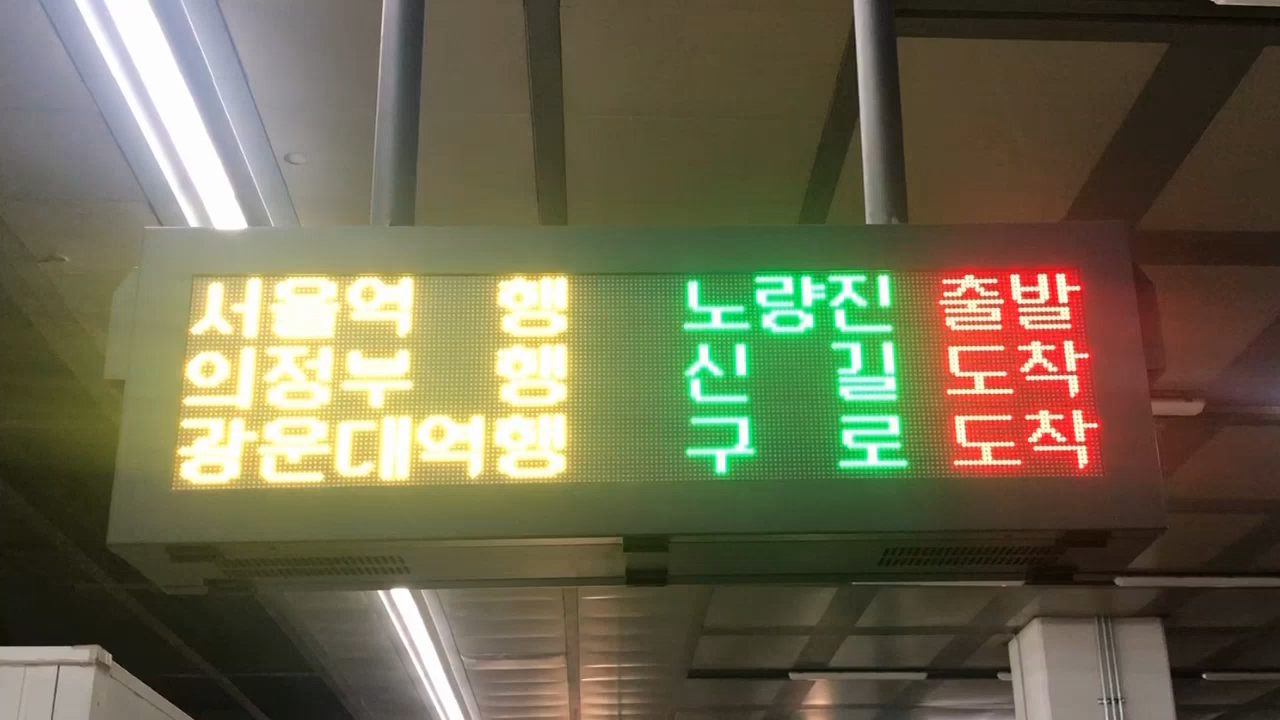 서울역 행 노량진 출발
의정부 행 신 길 도착
광운대역행 구 로 도착